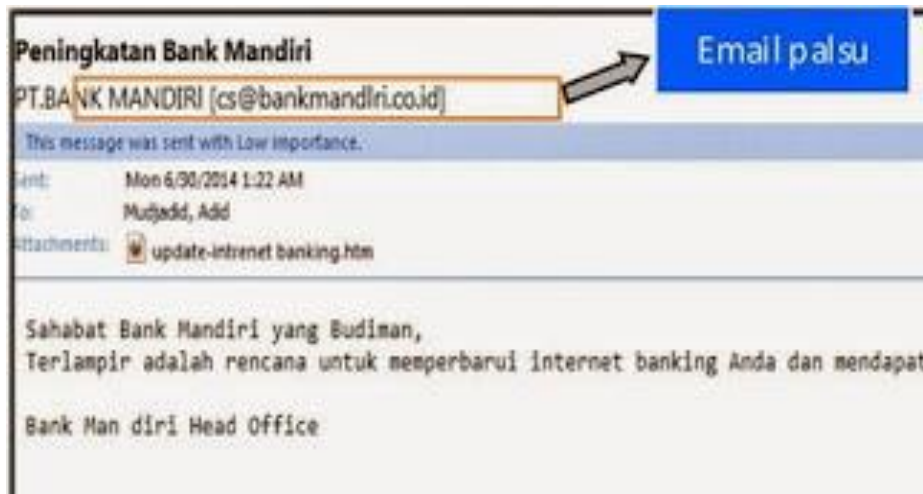 Peningkatan Bank Mandiri
Email palsu
PT.BANK MANDIRI [cs@bankmandlri.co.id]
This message was sent with Low importance.
Sent: Mon 6/30/2014 1:22 AM
To: Mudjadid, Adid
Attachments: update-intrenet banking.htm
Sahabat Bank Mandiri yang Budiman,
Terlampir adalah rencana untuk memperbarui internet banking Anda dan mendapat
Bank Man diri Head Office